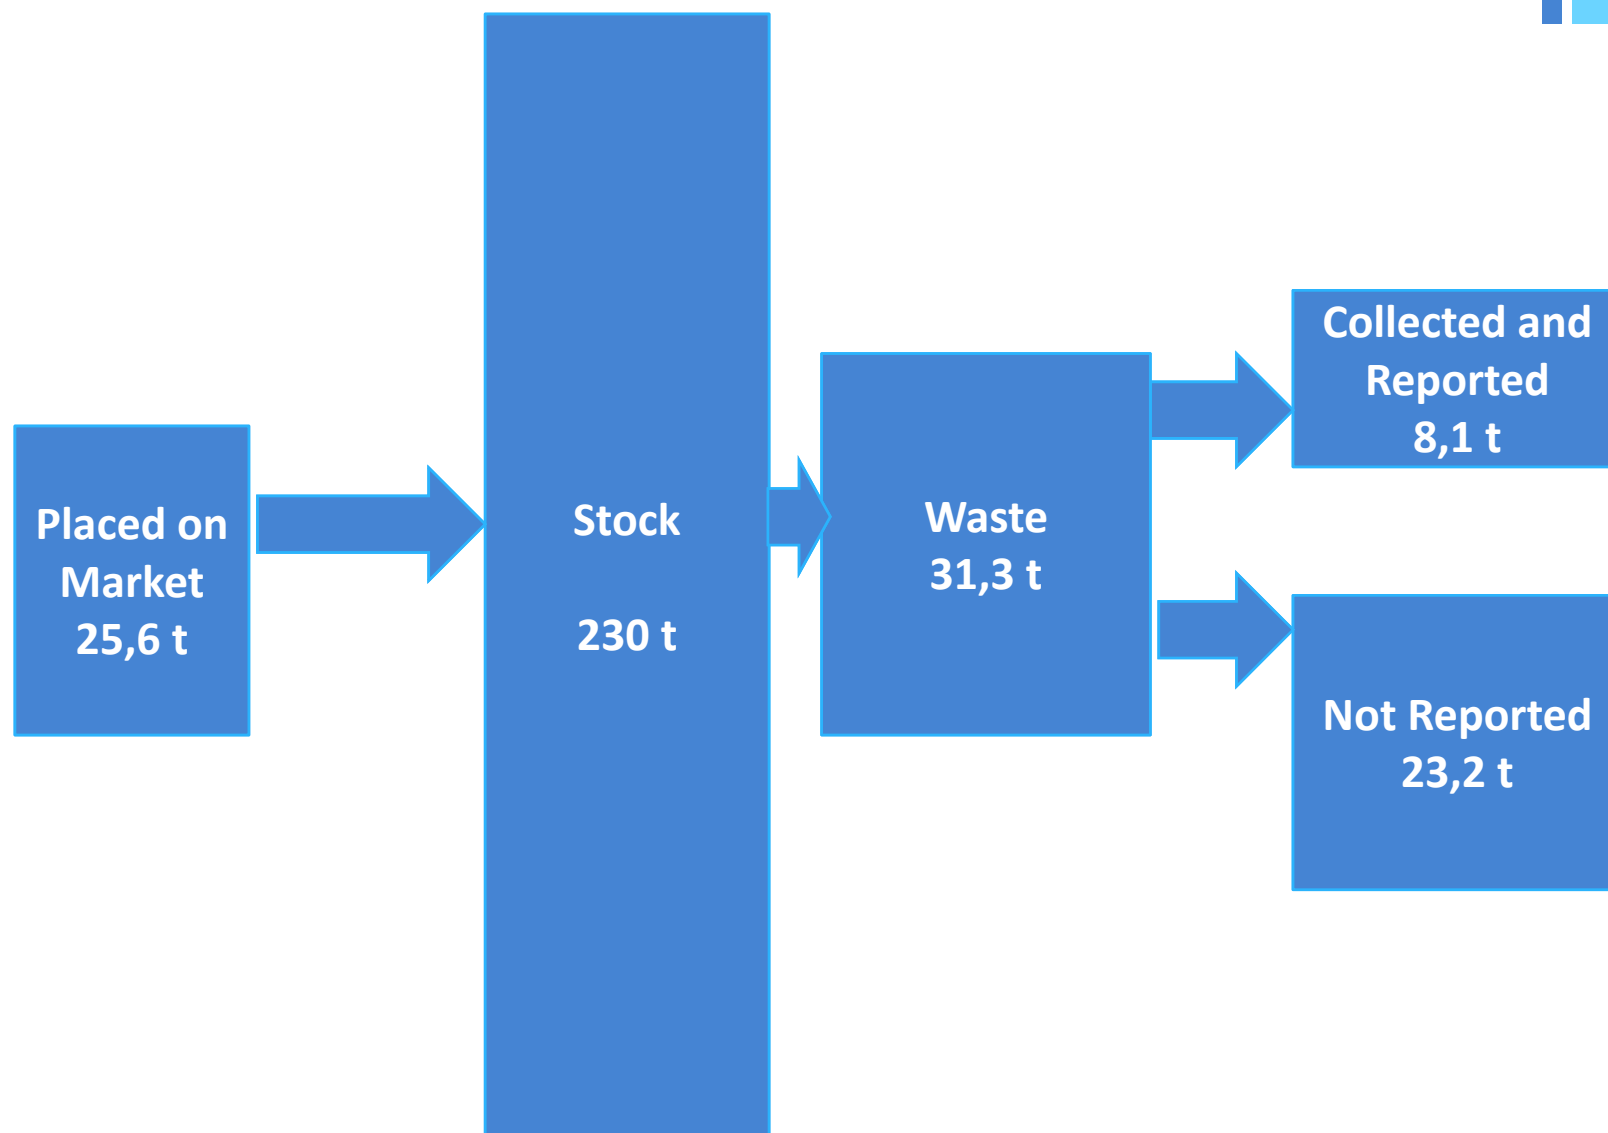 Placed on
Market
25,6 t
Stock
230 t
Waste
31,3 t
Collected and
Reported
8,1 t
Not Reported
23,2 t